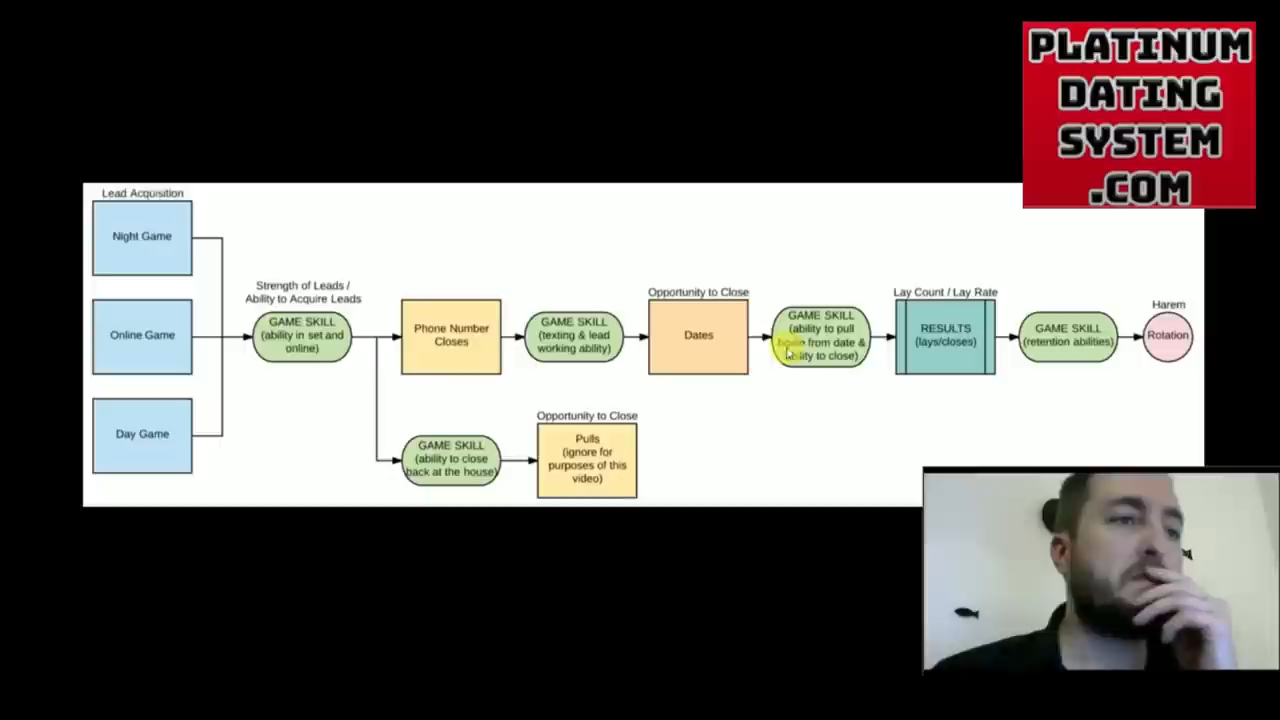 PLATINUM
DATING
SYSTEM
.COM
Lead Acquisition
Night Game
Online Game
Day Game
Strength of Leads /
Ability to Acquire Leads
GAME SKILL
(ability in set and
online)
Phone Number
Closes
GAME SKILL
(texting & lead
working ability)
Opportunity to Close
Dates
GAME SKILL
(ability to pull
home from date &
ability to close)
Lay Count / Lay Rate
RESULTS
(lays/closes)
GAME SKILL
(retention abilities)
Harem
Rotation
GAME SKILL
(ability to close
back at the house)
Opportunity to Close
Pulls
(ignore for
purposes of this
video)